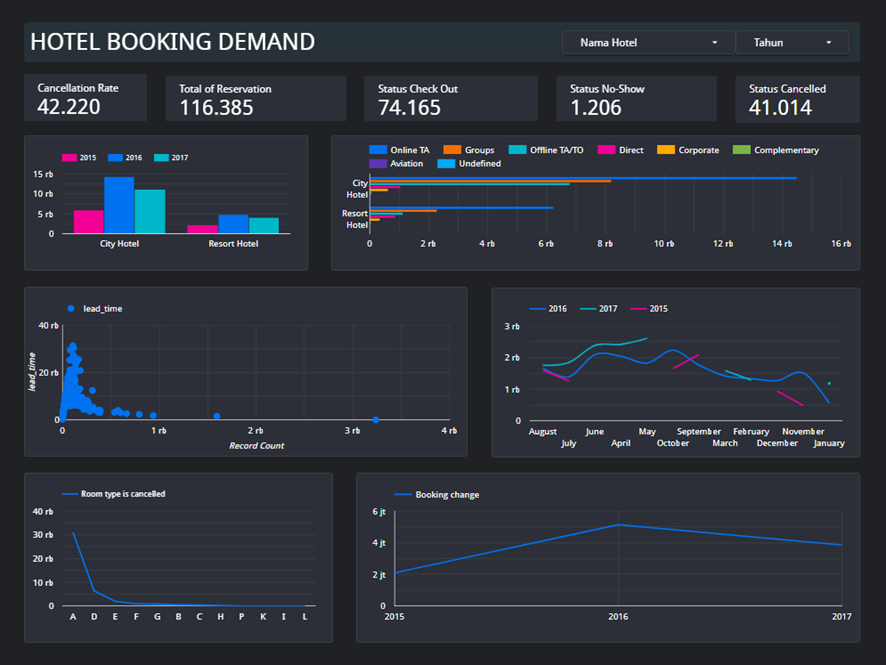 HOTEL BOOKING DEMAND
Nama Hotel
Tahun
Cancellation Rate
42.220
Total of Reservation
116.385
Status Check Out
74.165
Status No-Show
1.206
Status Cancelled
41.014
2015 2016 2017
15 rb
10 rb
5 rb
0
City Hotel Resort Hotel
Online TA Groups Offline TA/TO Direct Corporate Complementary
Aviation Undefined
City
Hotel
Resort
Hotel
0 2 rb 4 rb 6 rb 8 rb 10 rb 12 rb 14 rb 16 rb
lead_time
40 rb
20 rb
0
lead_time
0 1 rb 2 rb 3 rb 4 rb
Record Count
2016 2017 2015
3 rb
2 rb
1 rb
0
August June May September February November
July April October March December January
Room type is cancelled
40 rb
30 rb
20 rb
10 rb
0
A D E F G B C H P K I L
Booking change
6 jt
4 jt
2 jt
0
2015 2016 2017